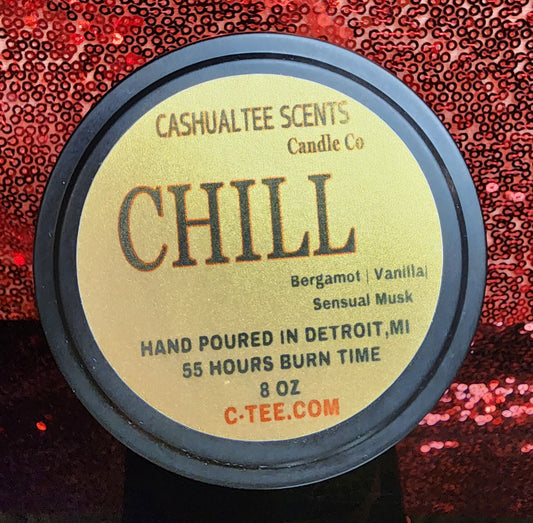 CASHUALTEE SCENTS
Candle Co
CHILL
Bergamot | Vanilla|
Sensual Musk
HAND POURED IN DETROIT,MI
55 HOURS BURN TIME
8 OZ
C-TEE.COM